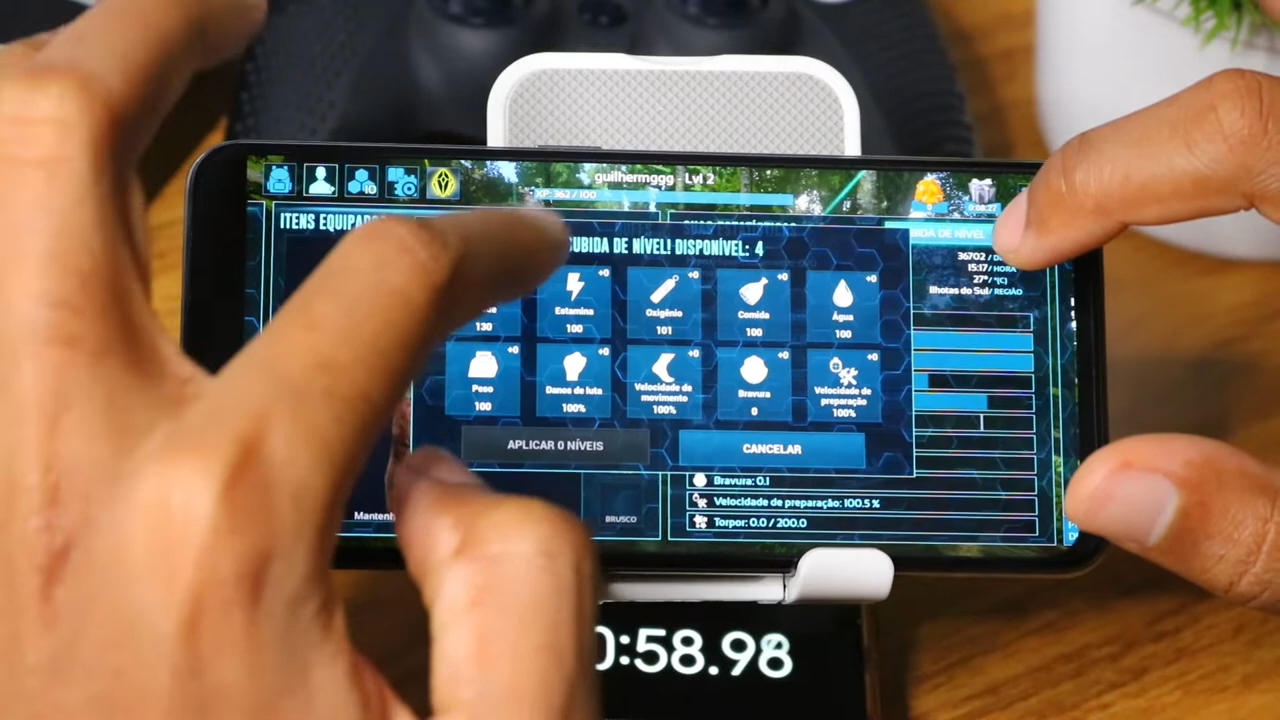 guilhermggg - Lvl 2
XP: 362 / 100
0
0:08:27
ITENS
SUBIDA DE NÍVEL! DISPONÍVEL: 4
36702
15:17 / HORA
27° / °(C)
Ilhotas do Sul / REGIÃO
130
+0
Estamina
100
+0
Oxigênio
101
+0
Comida
100
+0
Água
100
+0
Peso
100
+0
Danos de luta
100%
+0
Velocidade de
movimento
100%
+0
Bravura
0
+0
Velocidade de
preparação
100%
APLICAR 0 NÍVEIS
CANCELAR
BRUSCO
Bravura: 0.1
Velocidade de preparação: 100.5 %
Torpor: 0.0 / 200.0
0:58.98